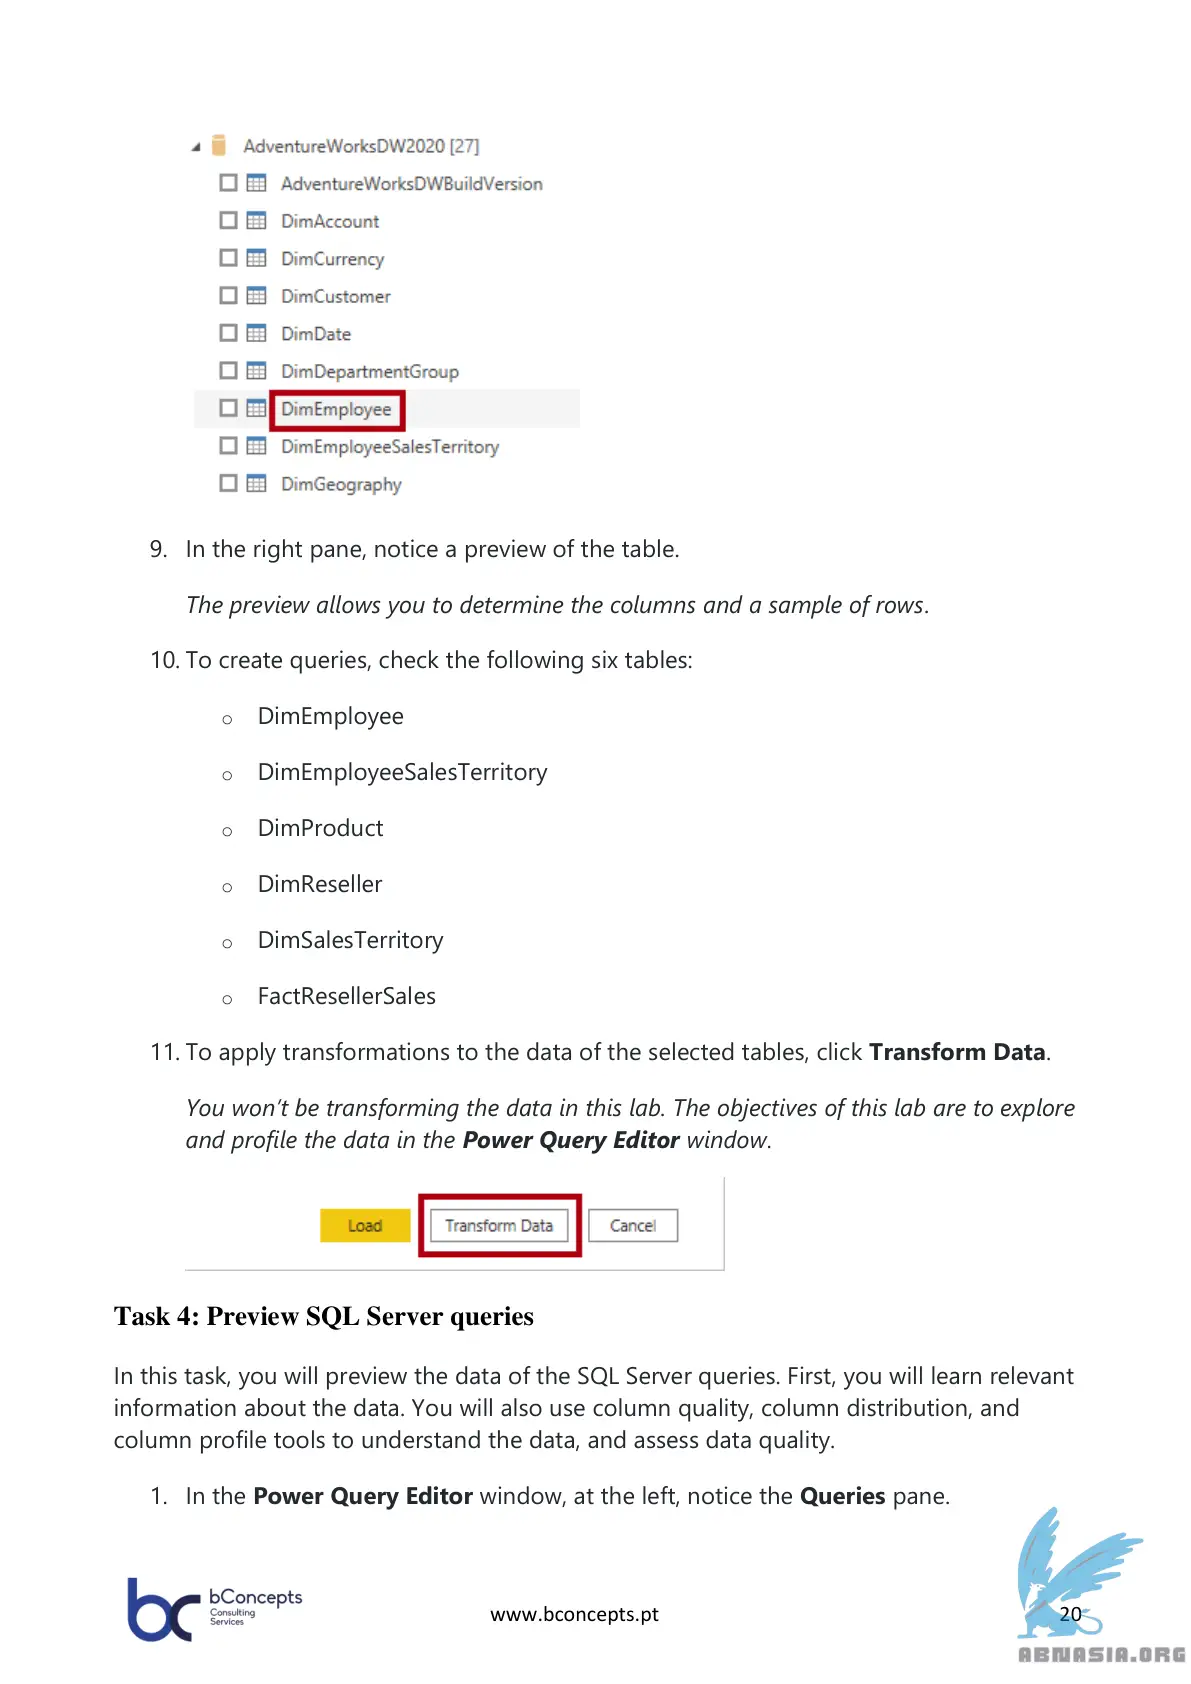 AdventureWorksDW2020 [27]
AdventureWorksDWBuildVersion
DimAccount
DimCurrency
DimCustomer
DimDate
DimDepartmentGroup
DimEmployee
DimEmployeeSalesTerritory
DimGeography
9. In the right pane, notice a preview of the table.
The preview allows you to determine the columns and a sample of rows.
10. To create queries, check the following six tables:
o DimEmployee
o DimEmployeeSalesTerritory
o DimProduct
o DimReseller
o DimSalesTerritory
o FactResellerSales
11. To apply transformations to the data of the selected tables, click Transform Data.
You won’t be transforming the data in this lab. The objectives of this lab are to explore
and profile the data in the Power Query Editor window.
Load Transform Data Cancel
Task 4: Preview SQL Server queries
In this task, you will preview the data of the SQL Server queries. First, you will learn relevant
information about the data. You will also use column quality, column distribution, and
column profile tools to understand the data, and assess data quality.
1. In the Power Query Editor window, at the left, notice the Queries pane.
bc bConcepts
Consulting
Services
www.bconcepts.pt
20
ABNASIA.ORG